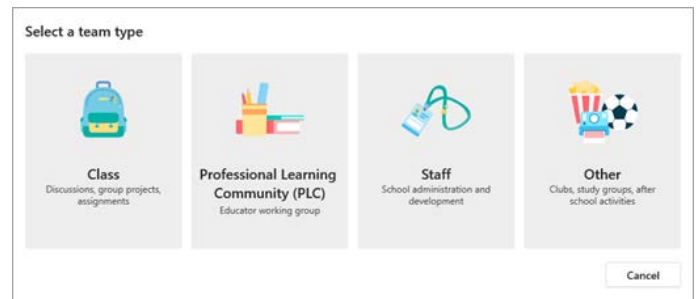 Select a team type
Class
Discussions, group projects,
assignments
Professional Learning
Community (PLC)
Educator working group
Staff
School administration and
development
Other
Clubs, study groups, after
school activities
Cancel